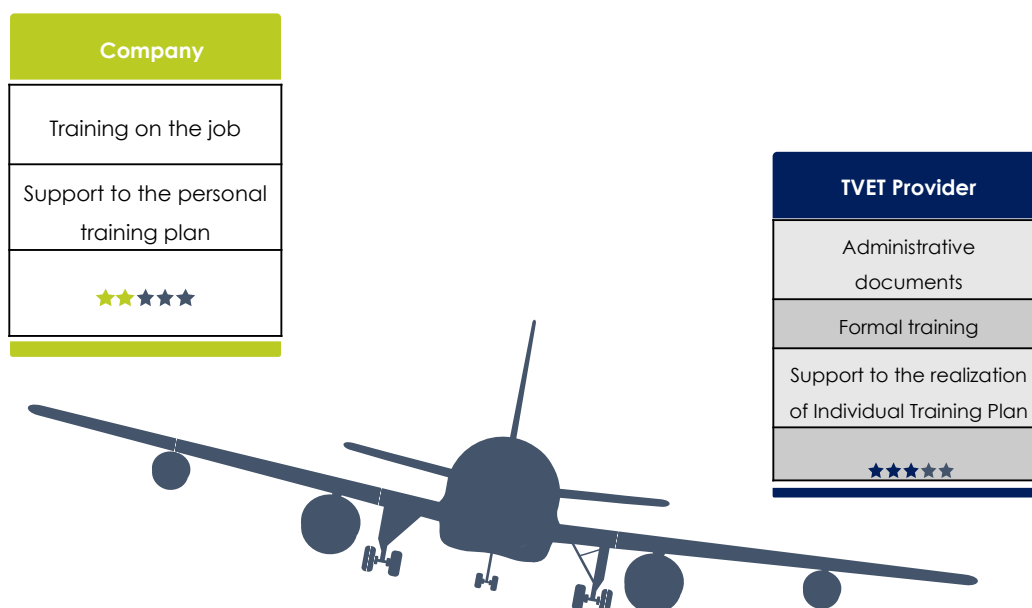 Company
Training on the job
Support to the personal
training plan
TVET Provider
Administrative
documents
Formal training
Support to the realization
of Individual Training Plan